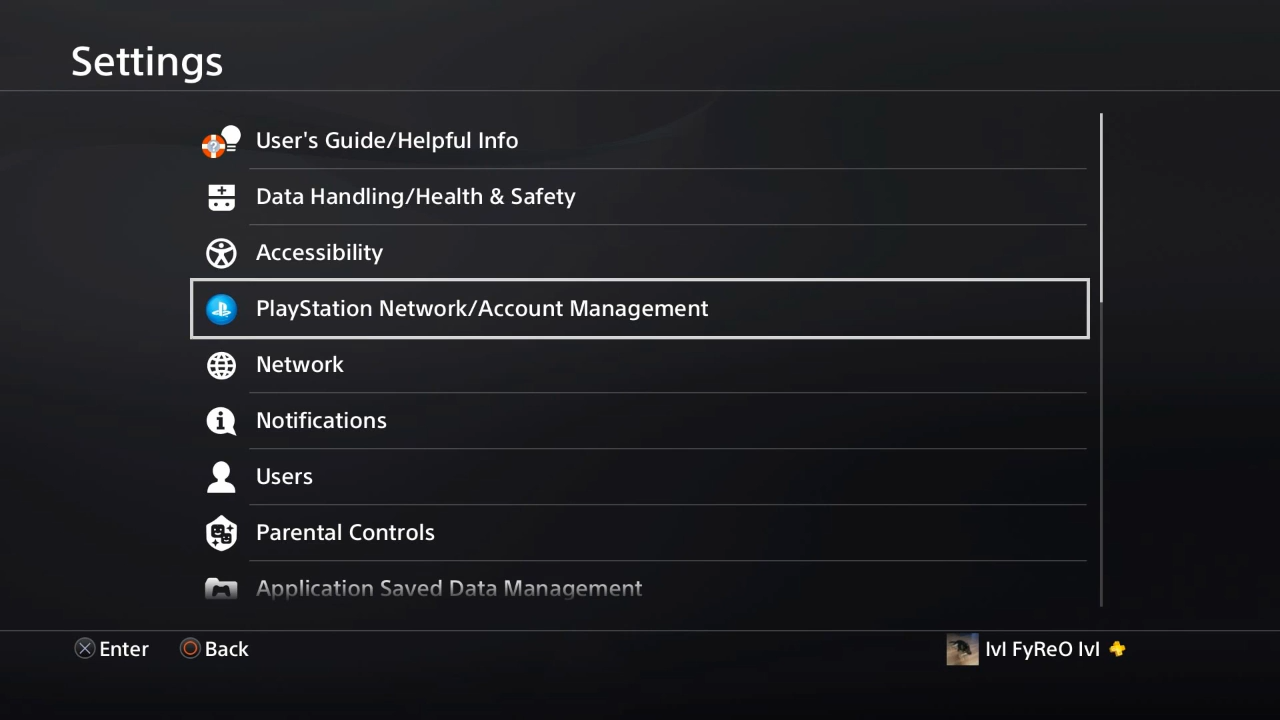 Settings
User's Guide/Helpful Info
Data Handling/Health & Safety
Accessibility
PlayStation Network/Account Management
Network
Notifications
Users
Parental Controls
Application Saved Data Management
Enter Back lvl FyReO lvl